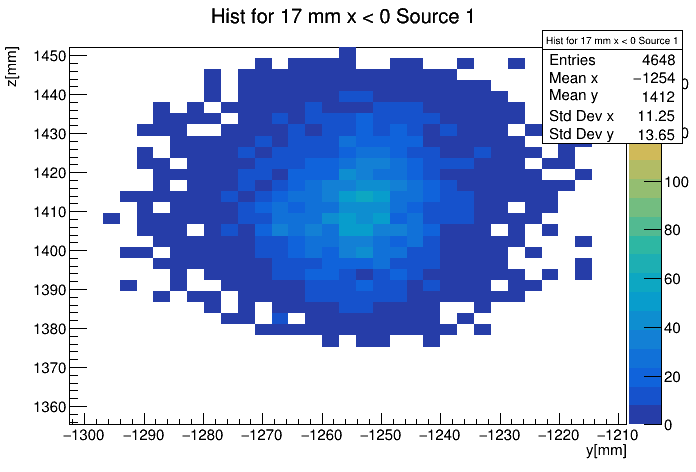 Hist for 17 mm x < 0 Source 1
Hist for 17 mm x < 0 Source 1
Entries 4648
Mean x −1254
Mean y 1412
Std Dev x 11.25
Std Dev y 13.65
z[mm]
1450
1440
1430
1420
1410
1400
1390
1380
1370
1360
100
80
60
40
20
0
−1300 −1290 −1280 −1270 −1260 −1250 −1240 −1230 −1220 −1210
y[mm]